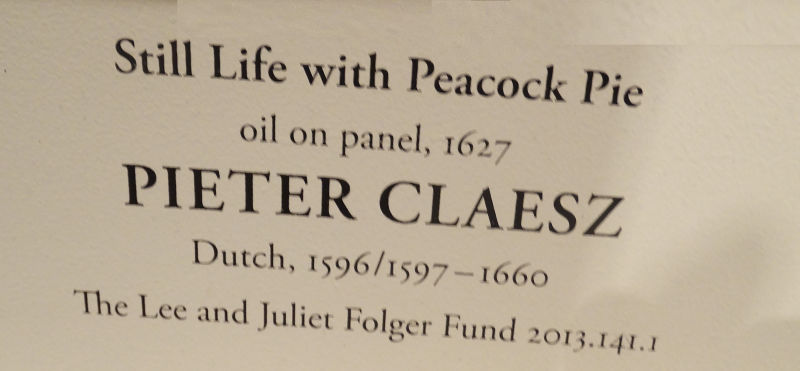 Still Life with Peacock Pie
oil on panel, 1627
PIETER CLAESZ
Dutch, 1596/1597–1660
The Lee and Juliet Folger Fund 2013.141.1